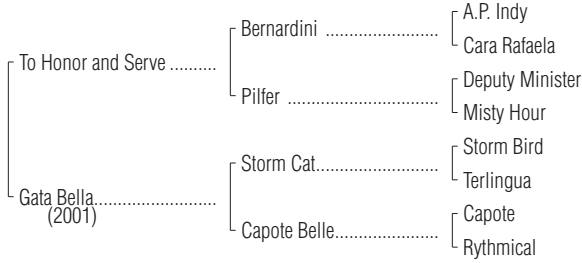 A.P. Indy
Bernardini ..............................
Cara Rafaela
To Honor and Serve ............
Deputy Minister
Pilfer ........................................
Misty Hour
Storm Bird
Storm Cat.................................
Terlingua
Gata Bella................................
(2001)
Capote
Capote Belle............................
Rythmical